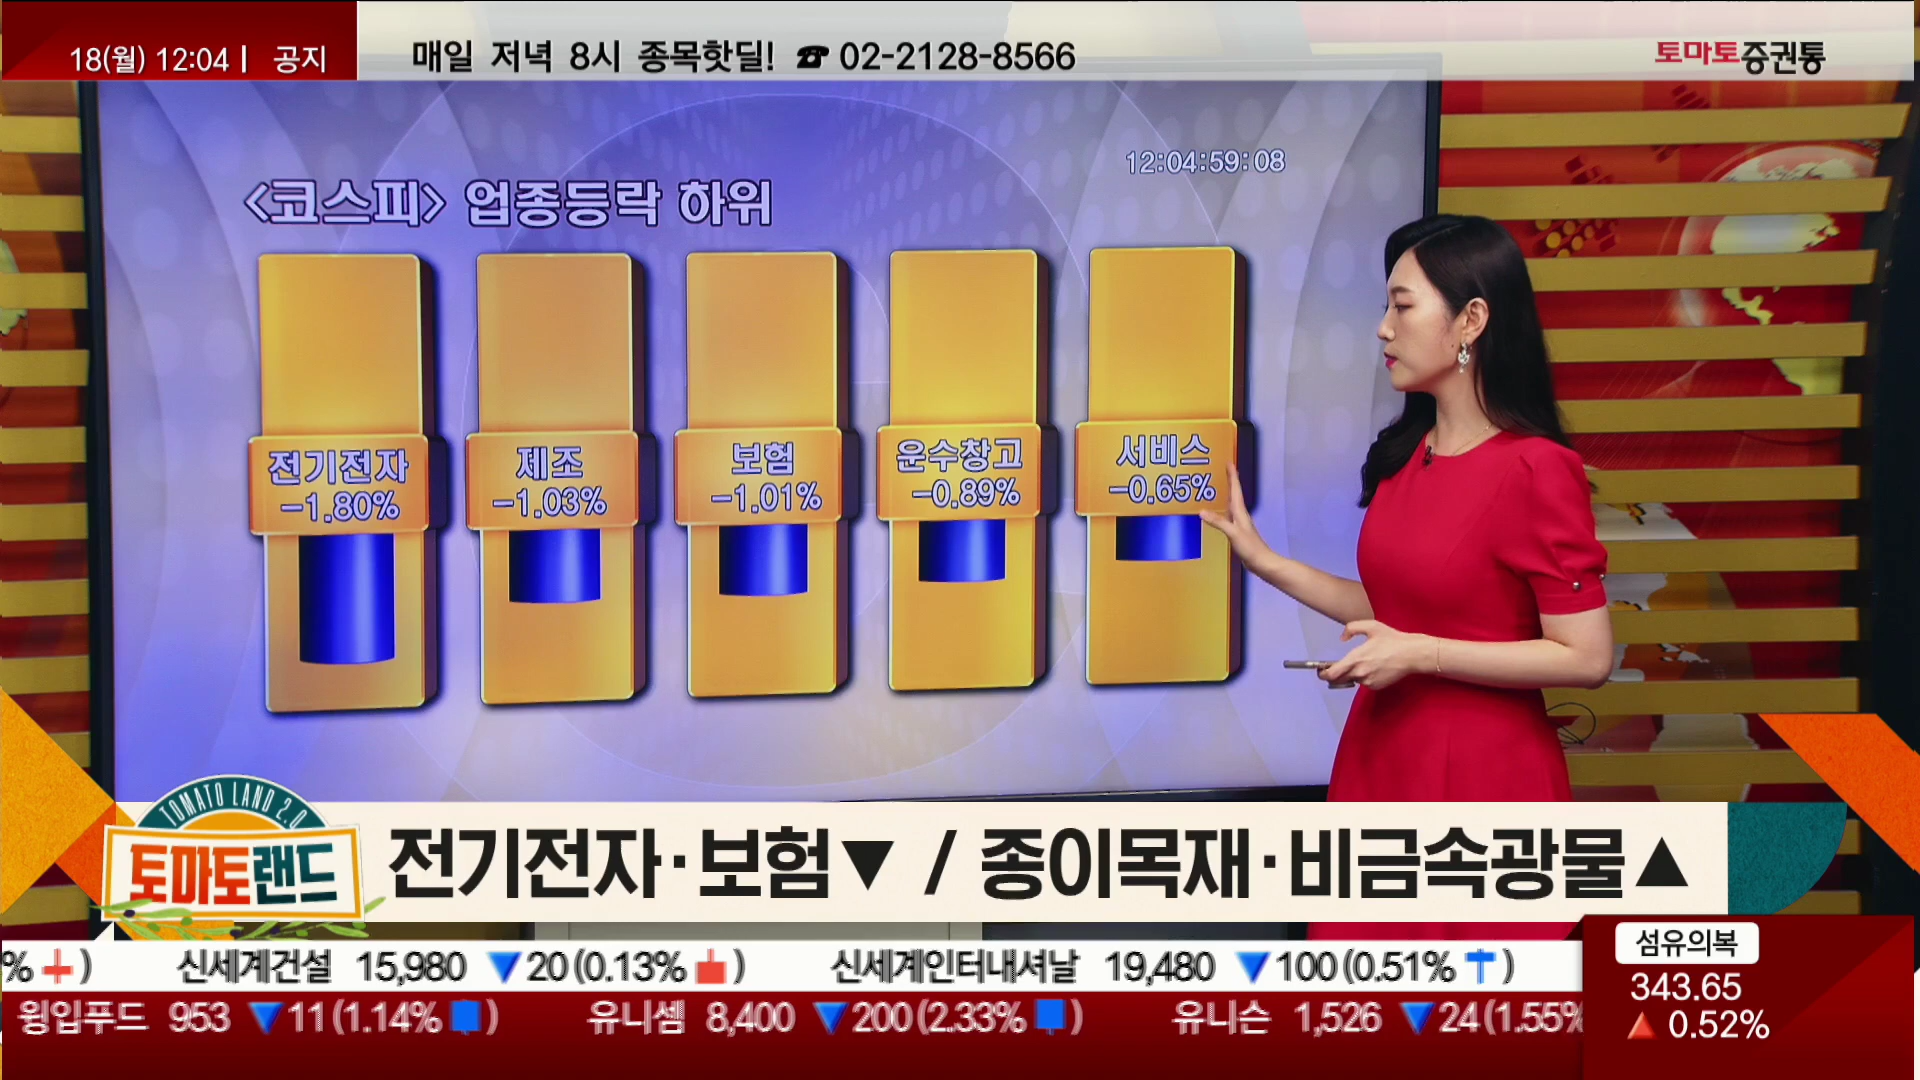 18(월) 12:04 | 공지
매일 저녁 8시 종목핫딜! ☎ 02-2128-8566
토마토증권통
12:04:59:08
<코스피> 업종등락 하위
전기전자
-1.80%
제조
-1.03%
보험
-1.01%
운수창고
-0.89%
서비스
-0.65%
TOMATO LAND 2.0
토마토랜드
전기전자·보험▼ / 종이목재·비금속광물▲
% ) 신세계건설 15,980 ▼20(0.13% ) 신세계인터내셔날 19,480 ▼100(0.51% )
윙입푸드 953 ▼11(1.14% ) 유니셈 8,400 ▼200(2.33% ) 유니슨 1,526 ▼24(1.55%
섬유의복
343.65
▲ 0.52%